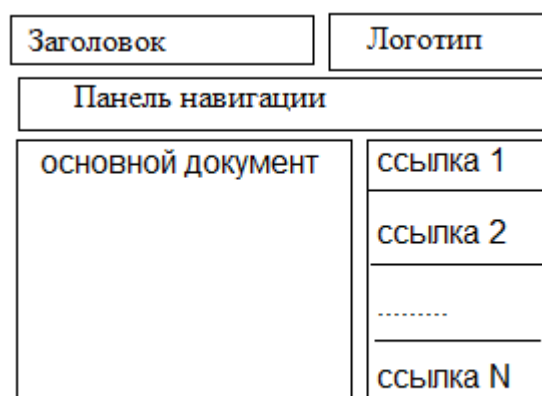 Заголовок
Логотип
Панель навигации
основной документ
ссылка 1
ссылка 2
---------
ссылка N